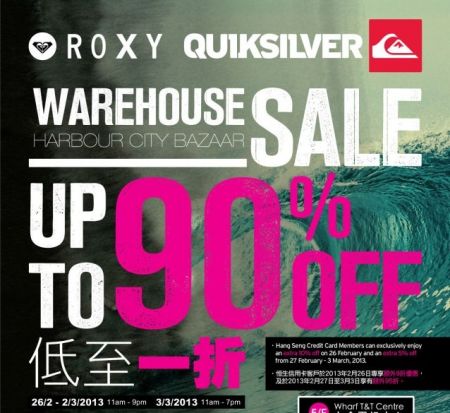 ROXY QUIKSILVER
WAREHOUSE SALE
HARBOUR CITY BAZAAR
UP TO 90% OFF
低至一折
· Hang Seng Credit Card Members can exclusively enjoy
an extra 10% off on 26 February and an extra 5% off
from 27 February - 3 March, 2013.
· 恒生信用卡客戶於2013年2月26日專享額外9折優惠,
及於2013年2月27日至3月3日享有額外95折。
26/2 - 2/3/2013 11am - 9pm 3/3/2013 11am - 7pm
Wharf T&T Centre
5/F